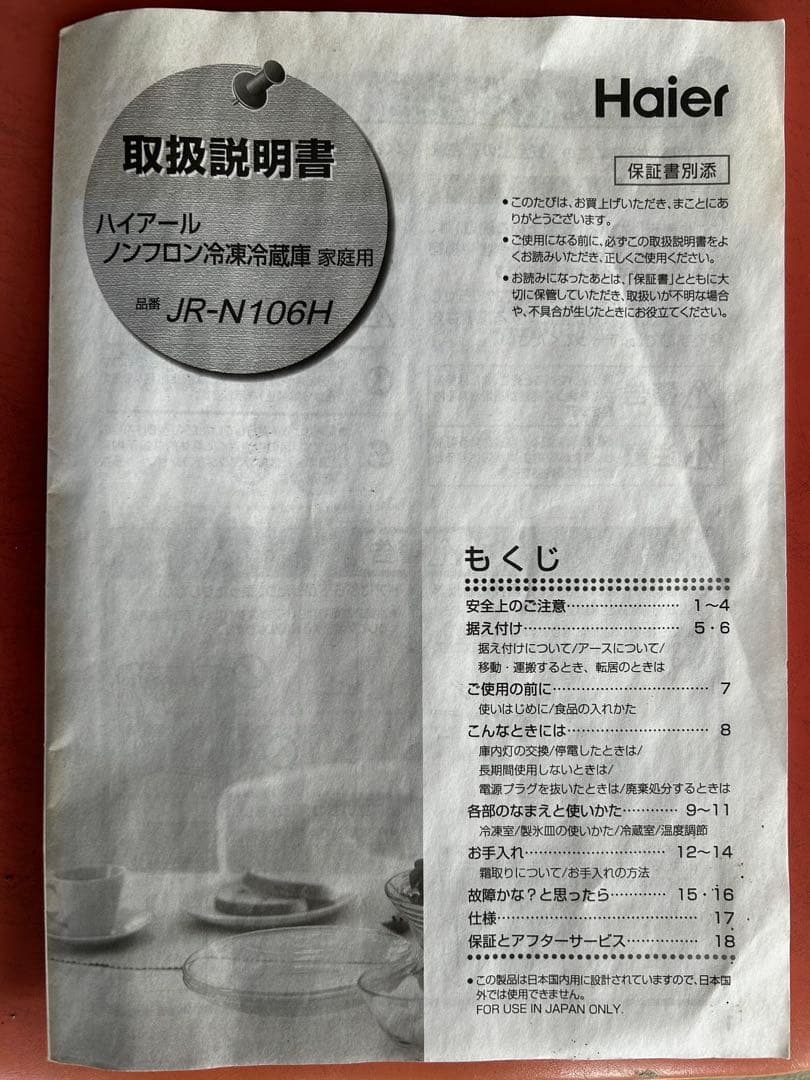 取扱説明書
ハイアール
ノンフロン冷凍冷蔵庫 家庭用
品番 JR-N106H
Haier
保証書別添
●このたびは、お買上げいただき、まことにあ
りがとうございます。
●ご使用になる前に、必ずこの取扱説明書をよ
くお読みいただき、正しくご使用ください。
●お読みになったあとは、「保証書」とともに大
切に保管していただき、取扱いが不明な場合
や、不具合が生じたときにお役立てください。
もくじ
安全上のご注意……………………1〜4
据え付け……………………………5・6
据え付けについて/アースについて/
移動・運搬するとき、転居のときは
ご使用の前に……………………………7
使いはじめに/食品の入れかた
こんなときには…………………………8
庫内灯の交換/停電したときは/
長期間使用しないときは/
電源プラグを抜いたときは/廃棄処分するときは
各部のなまえと使いかた…………9〜11
冷凍室/製氷皿の使いかた/冷蔵室/温度調節
お手入れ…………………………12〜14
霜取りについて/お手入れの方法
故障かな?と思ったら…………15・16
仕様……………………………………17
保証とアフターサービス……………18
●この製品は日本国内用に設計されていますので、日本国
外では使用できません。
FOR USE IN JAPAN ONLY.